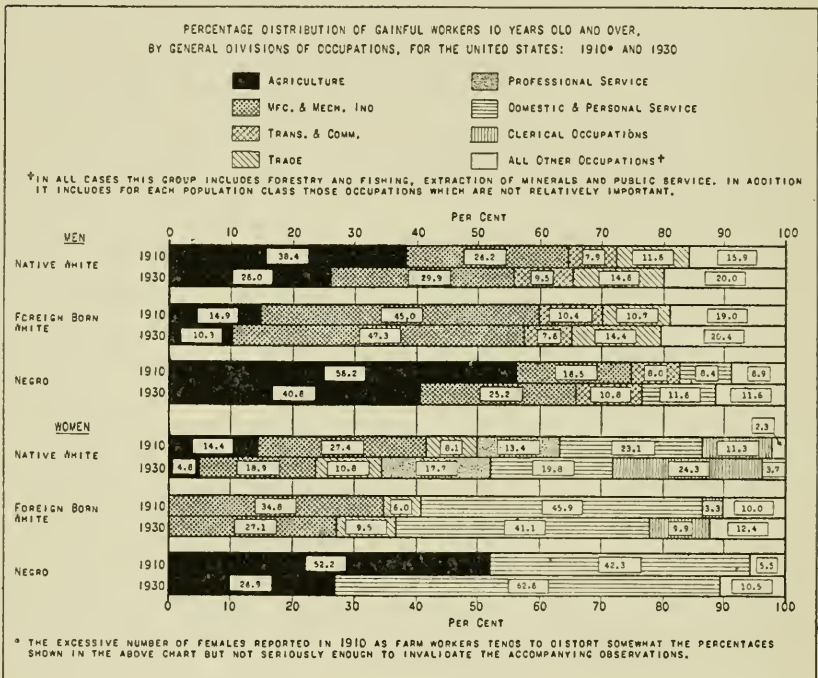 PERCENTAGE DISTRIBUTION OF GAINFUL WORKERS 10 YEARS OLD AND OVER,
BY GENERAL DIVISIONS OF OCCUPATIONS, FOR THE UNITED STATES: 1910* AND 1930
AGRICULTURE
MFG. & MECH. IND
TRANS. & COMM.
TRADE
PROFESSIONAL SERVICE
DOMESTIC & PERSONAL SERVICE
CLERICAL OCCUPATIONS
ALL OTHER OCCUPATIONS†
†IN ALL CASES THIS GROUP INCLUDES FORESTRY AND FISHING, EXTRACTION OF MINERALS AND PUBLIC SERVICE. IN ADDITION
IT INCLUDES FOR EACH POPULATION CLASS THOSE OCCUPATIONS WHICH ARE NOT RELATIVELY IMPORTANT.
PER CENT
0 10 20 30 40 50 60 70 80 90 100
MEN
NATIVE WHITE
1910 38.4 26.2 7.9 11.6 15.9
1930 26.0 29.9 9.5 14.6 20.0
FOREIGN BORN
WHITE
1910 14.9 45.0 10.4 10.7 19.0
1930 10.3 47.3 7.6 14.4 20.4
NEGRO
1910 56.2 18.5 8.0 8.4 8.9
1930 40.8 25.2 10.8 11.6 11.6
WOMEN
2.3
NATIVE WHITE
1910 14.4 27.4 8.1 13.4 23.1 11.3
1930 4.8 18.9 10.8 17.7 19.8 24.3 3.7
FOREIGN BORN
WHITE
1910 34.8 6.0 45.9 3.3 10.0
1930 27.1 9.5 41.1 9.9 12.4
NEGRO
1910 52.2 42.3 5.5
1930 26.9 62.6 10.5
0 10 20 30 40 50 60 70 80 90 100
PER CENT
* THE EXCESSIVE NUMBER OF FEMALES REPORTED IN 1910 AS FARM WORKERS TENDS TO DISTORT SOMEWHAT THE PERCENTAGES
SHOWN IN THE ABOVE CHART BUT NOT SERIOUSLY ENOUGH TO INVALIDATE THE ACCOMPANYING OBSERVATIONS.